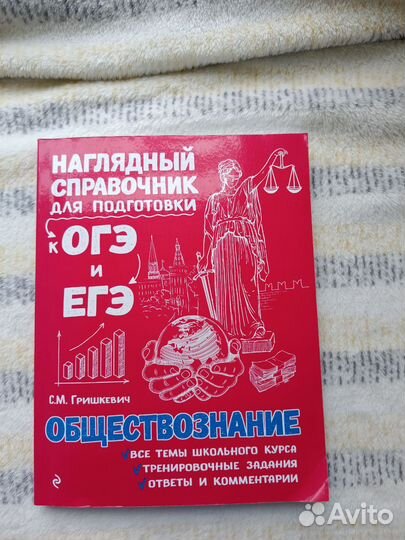 НАГЛЯДНЫЙ
СПРАВОЧНИК
ДЛЯ ПОДГОТОВКИ
К ОГЭ
И
ЕГЭ
С.М. ГРИШКЕВИЧ
ОБЩЕСТВОЗНАНИЕ
ВСЕ ТЕМЫ ШКОЛЬНОГО КУРСА
ТРЕНИРОВОЧНЫЕ ЗАДАНИЯ
ОТВЕТЫ И КОММЕНТАРИИ
Avito